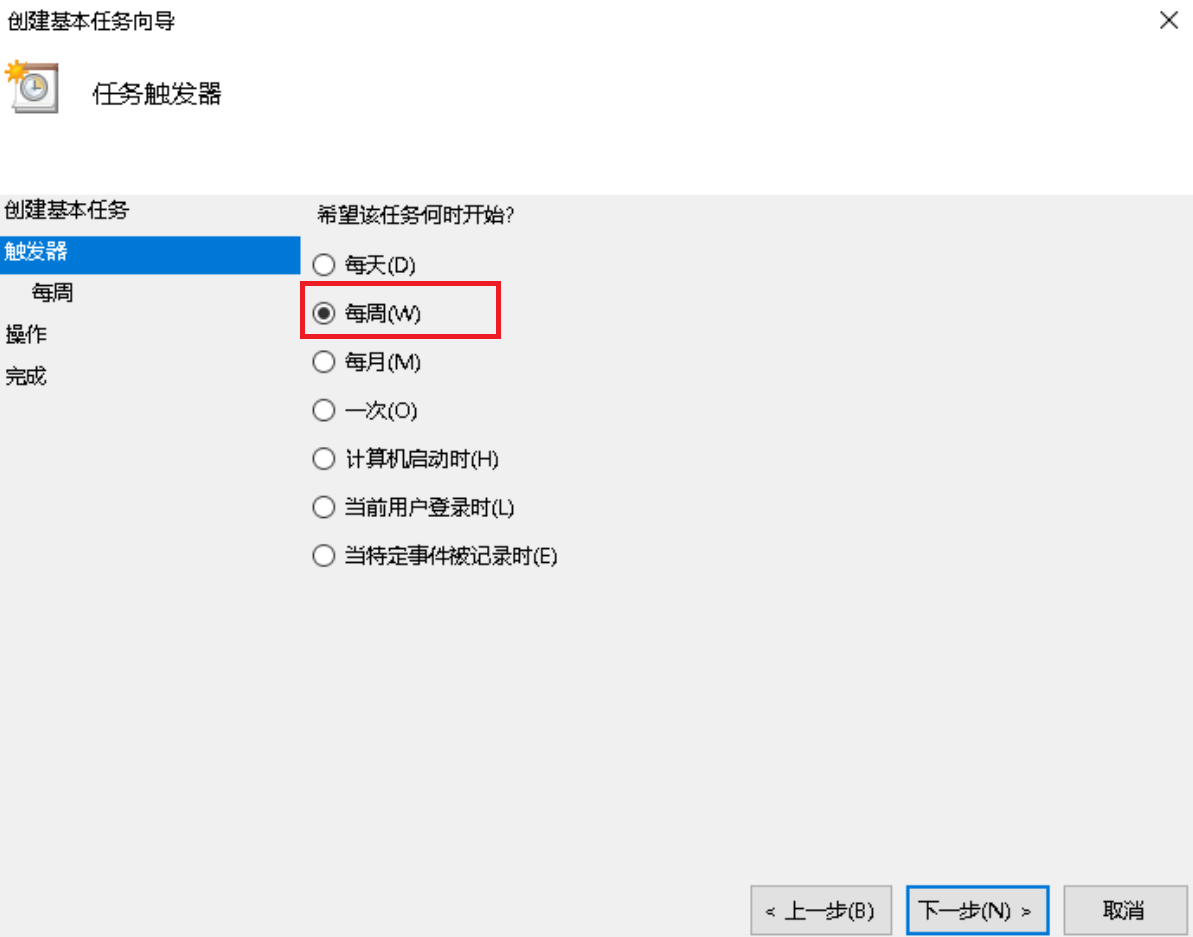 创建基本任务向导
任务触发器
创建基本任务
触发器
每周
操作
完成
希望该任务何时开始?
每天(D)
每周(W)
每月(M)
一次(O)
计算机启动时(H)
当前用户登录时(L)
当特定事件被记录时(E)
< 上一步(B)
下一步(N) >
取消